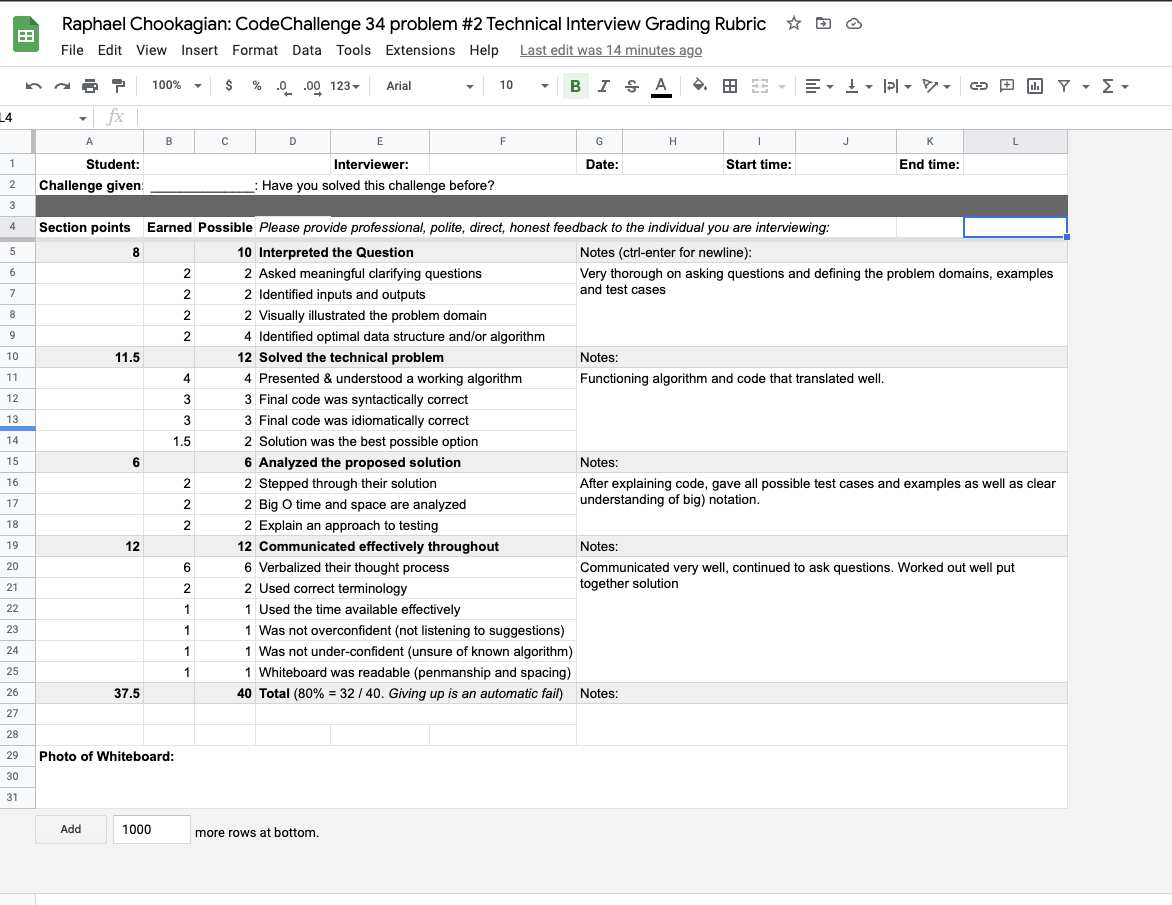 Raphael Chookagian: CodeChallenge 34 problem #2 Technical Interview Grading Rubric
File Edit View Insert Format Data Tools Extensions Help Last edit was 14 minutes ago
100% $ % .0 .00 123 Arial 10 B I S A
L4 fx
A B C D E F G H I J K L
1 Student: Interviewer: Date: Start time: End time:
2 Challenge given: ______________: Have you solved this challenge before?
3
4 Section points Earned Possible Please provide professional, polite, direct, honest feedback to the individual you are interviewing:
5 8 10 Interpreted the Question Notes (ctrl-enter for newline):
6 2 2 Asked meaningful clarifying questions Very thorough on asking questions and defining the problem domains, examples
and test cases
7 2 2 Identified inputs and outputs
8 2 2 Visually illustrated the problem domain
9 2 4 Identified optimal data structure and/or algorithm
10 11.5 12 Solved the technical problem Notes:
11 4 4 Presented & understood a working algorithm Functioning algorithm and code that translated well.
12 3 3 Final code was syntactically correct
13 3 3 Final code was idiomatically correct
14 1.5 2 Solution was the best possible option
15 6 6 Analyzed the proposed solution Notes:
16 2 2 Stepped through their solution After explaining code, gave all possible test cases and examples as well as clear
understanding of big) notation.
17 2 2 Big O time and space are analyzed
18 2 2 Explain an approach to testing
19 12 12 Communicated effectively throughout Notes:
20 6 6 Verbalized their thought process Communicated very well, continued to ask questions. Worked out well put
together solution
21 2 2 Used correct terminology
22 1 1 Used the time available effectively
23 1 1 Was not overconfident (not listening to suggestions)
24 1 1 Was not under-confident (unsure of known algorithm)
25 1 1 Whiteboard was readable (penmanship and spacing)
26 37.5 40 Total (80% = 32 / 40. Giving up is an automatic fail) Notes:
27
28
29 Photo of Whiteboard:
30
31
Add 1000 more rows at bottom.